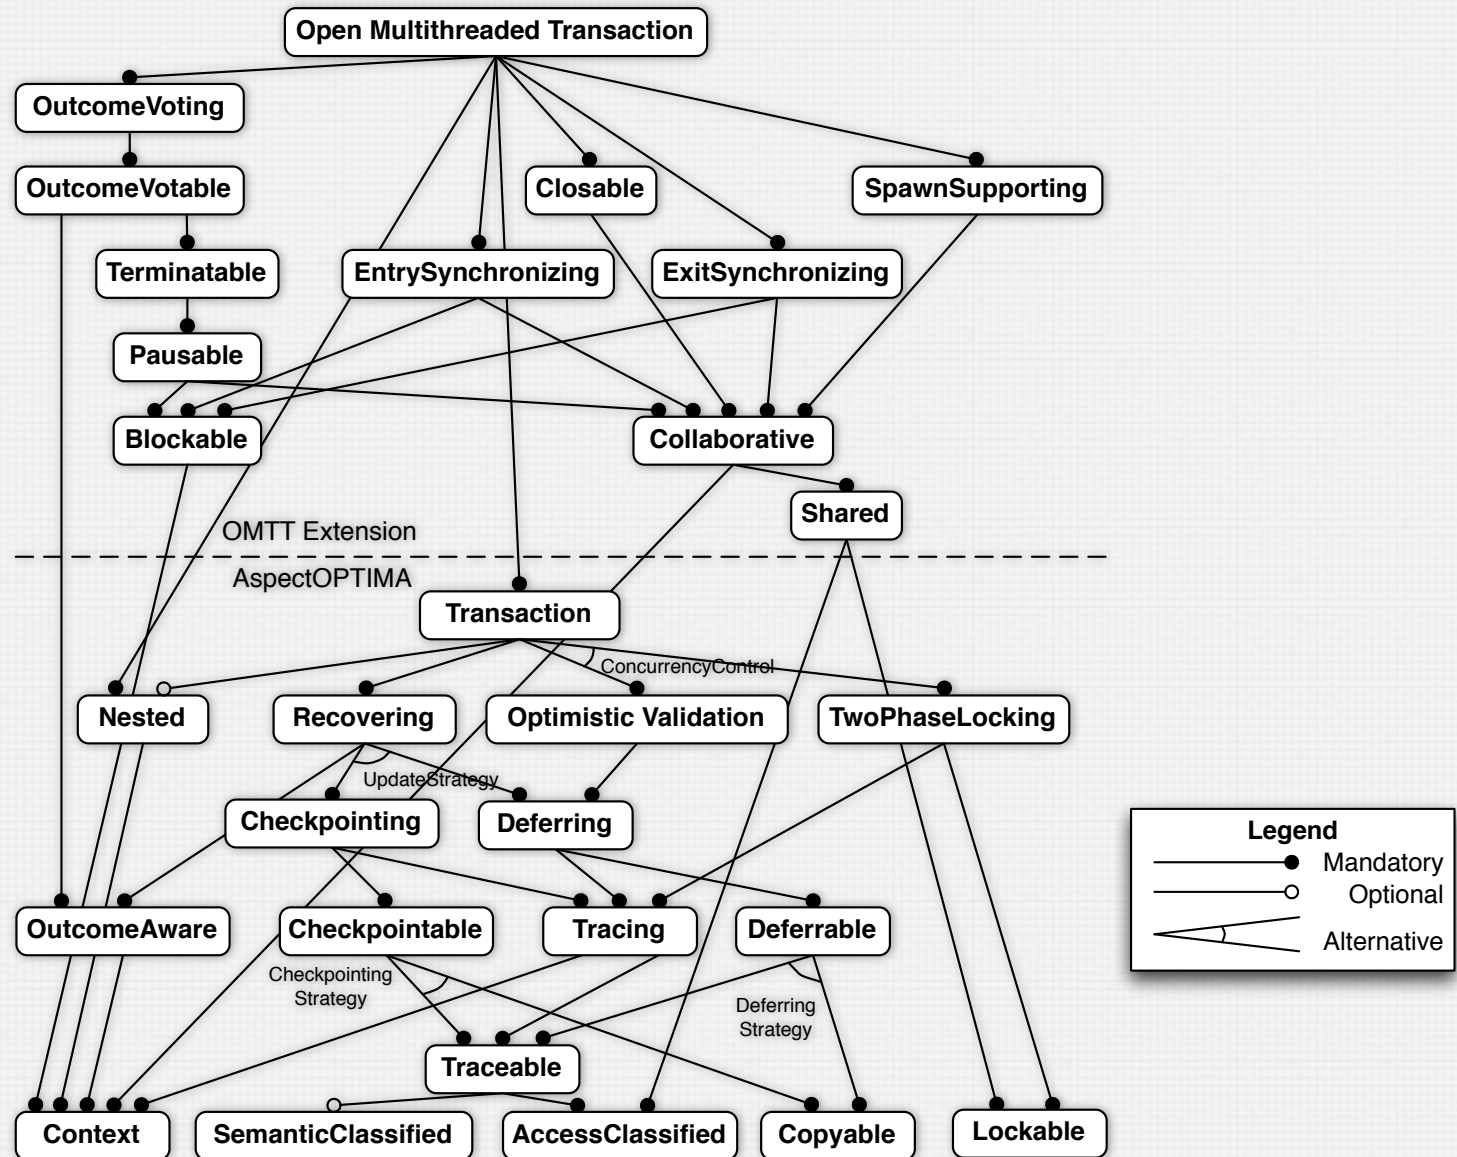 Open Multithreaded Transaction
OutcomeVoting
OutcomeVotable
Closable
SpawnSupporting
Terminatable
EntrySynchronizing
ExitSynchronizing
Pausable
Blockable
Collaborative
Shared
OMTT Extension
AspectOPTIMA
Transaction
ConcurrencyControl
Nested
Recovering
Optimistic Validation
TwoPhaseLocking
UpdateStrategy
Checkpointing
Deferring
Legend
Mandatory
Optional
Alternative
OutcomeAware
Checkpointable
Tracing
Deferrable
Checkpointing
Strategy
Deferring
Strategy
Traceable
Context
SemanticClassified
AccessClassified
Copyable
Lockable